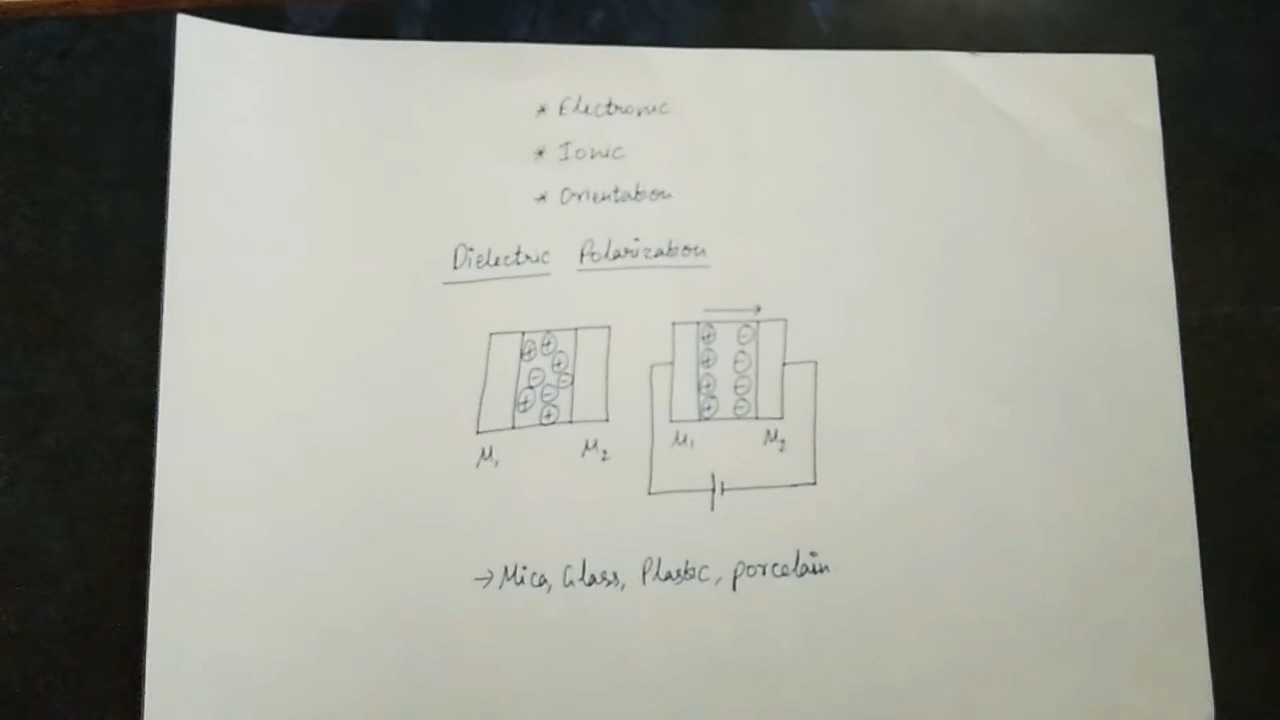 * Electronic
* Ionic
* Orientation
Dielectric Polarization
M₁ M₂ M₁ M₂
→ Mica, Glass, Plastic, porcelain